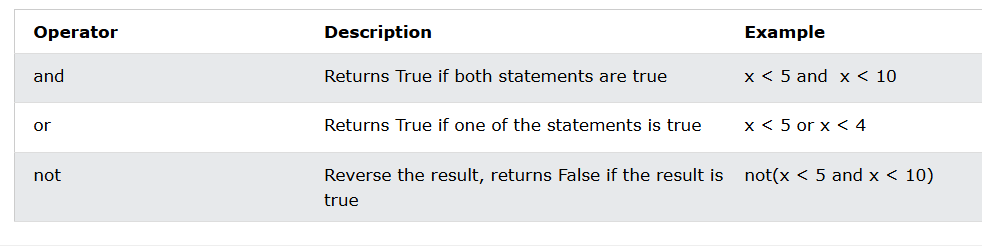 Operator Description Example
and Returns True if both statements are true x < 5 and  x < 10
or Returns True if one of the statements is true x < 5 or x < 4
not Reverse the result, returns False if the result is not(x < 5 and x < 10)
true